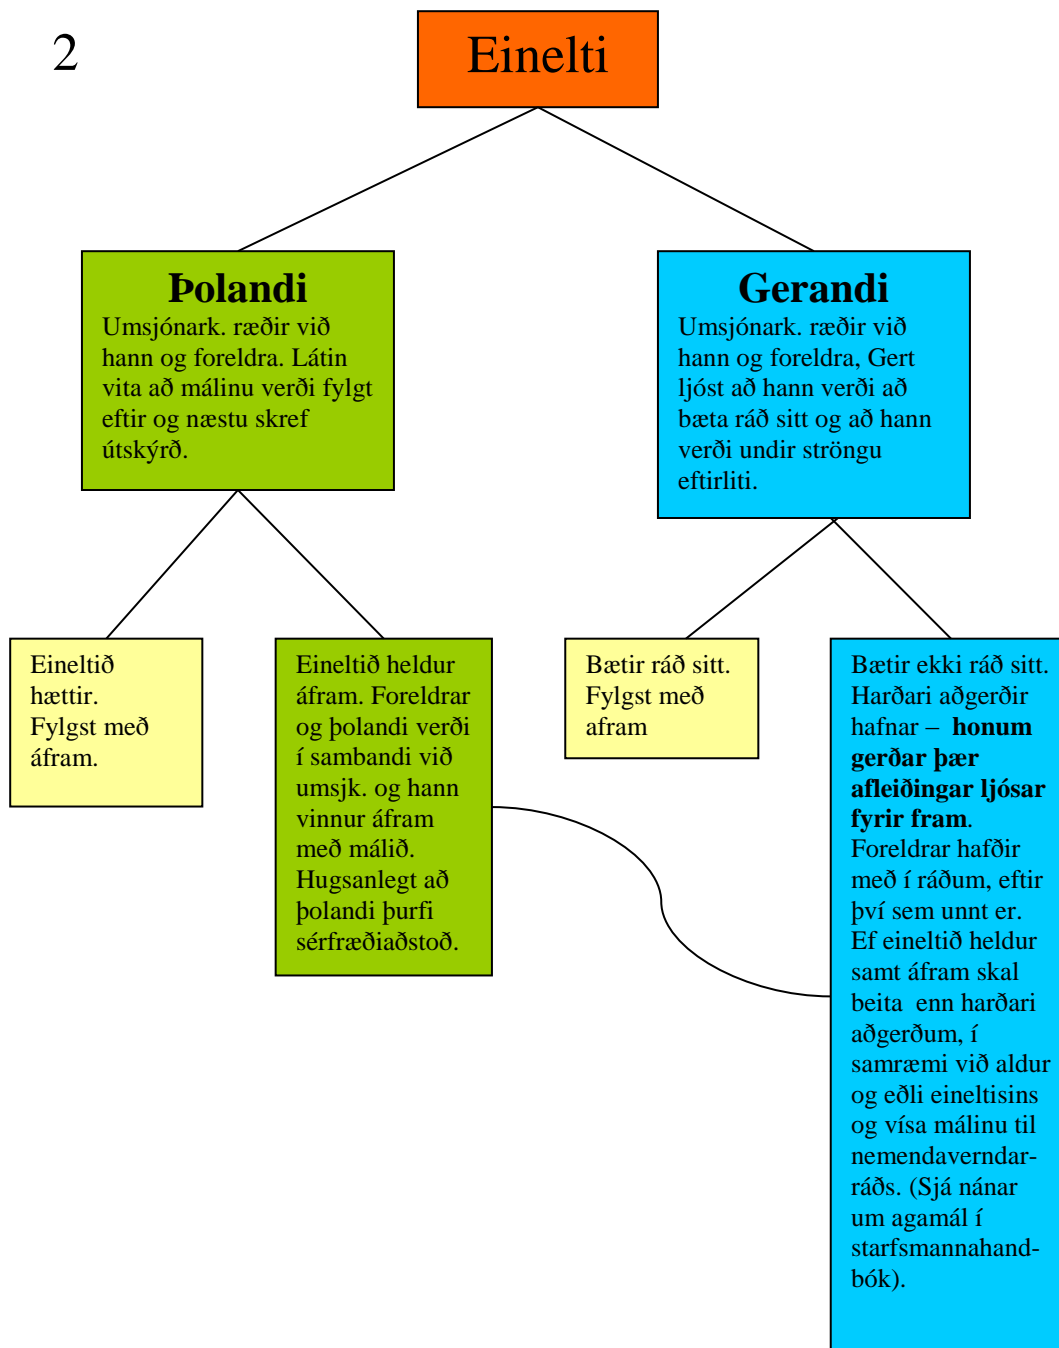 2
Einelti
Þolandi
Umsjónark. ræðir við
hann og foreldra. Látin
vita að málinu verði fylgt
eftir og næstu skref
útskýrð.
Gerandi
Umsjónark. ræðir við
hann og foreldra, Gert
ljóst að hann verði að
bæta ráð sitt og að hann
verði undir ströngu
eftirliti.
Eineltið
hættir.
Fylgst með
áfram.
Eineltið heldur
áfram. Foreldrar
og þolandi verði
í sambandi við
umsjk. og hann
vinnur áfram
með málið.
Hugsanlegt að
þolandi þurfi
sérfræðiaðstoð.
Bætir ráð sitt.
Fylgst með
afram
Bætir ekki ráð sitt.
Harðari aðgerðir
hafnar – honum
gerðar þær
afleiðingar ljósar
fyrir fram.
Foreldrar hafðir
með í ráðum, eftir
því sem unnt er.
Ef eineltið heldur
samt áfram skal
beita enn harðari
aðgerðum, í
samræmi við aldur
og eðli eineltisins
og vísa málinu til
nemendaverndar-
ráðs. (Sjá nánar
um agamál í
starfsmannahand-
bók).